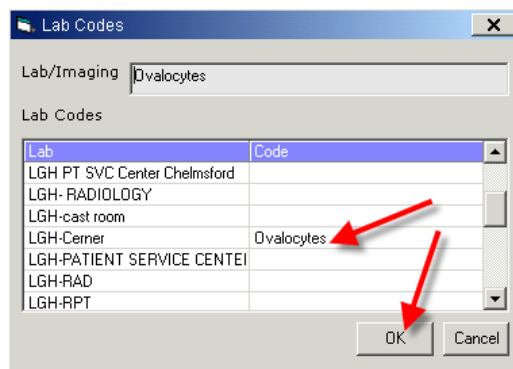 Lab Codes
Lab/Imaging Ovalocytes
Lab Codes
Lab Code
LGH PT SVC Center Chelmsford
LGH- RADIOLOGY
LGH-cast room
LGH-Cerner Ovalocytes
LGH-PATIENT SERVICE CENTEI
LGH-RAD
LGH-RPT
OK Cancel